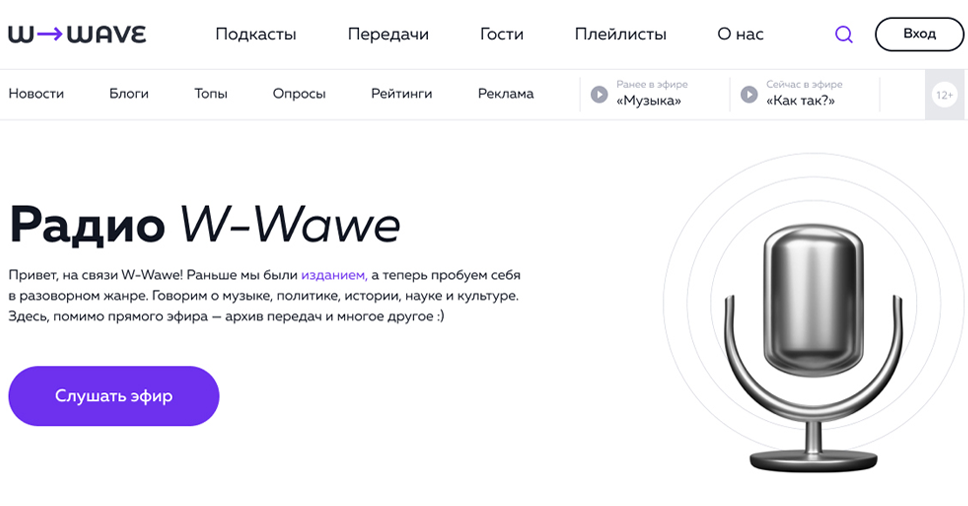 W→WAVE
Подкасты Передачи Гости Плейлисты О нас Вход
Новости Блоги Топы Опросы Рейтинги Реклама
Ранее в эфире
«Музыка»
Сейчас в эфире
«Как так?»
12+
Радио W-Wawe
Привет, на связи W-Wawe! Раньше мы были изданием, а теперь пробуем себя
в разоворном жанре. Говорим о музыке, политике, истории, науке и культуре.
Здесь, помимо прямого эфира — архив передач и многое другое :)
Слушать эфир